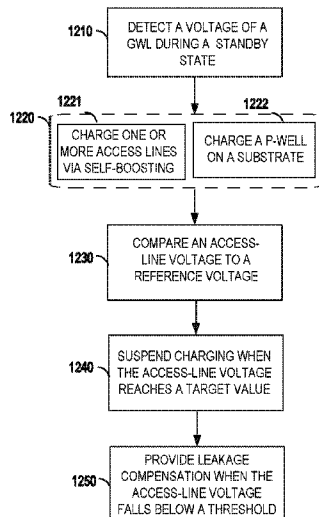 1210
DETECT A VOLTAGE OF A
GWL DURING A STANDBY
STATE
1220
1221
CHARGE ONE OR
MORE ACCESS LINES
VIA SELF-BOOSTING
1222
CHARGE A P-WELL
ON A SUBSTRATE
1230
COMPARE AN ACCESS-
LINE VOLTAGE TO A
REFERENCE VOLTAGE
1240
SUSPEND CHARGING WHEN
THE ACCESS-LINE VOLTAGE
REACHES A TARGET VALUE
1250
PROVIDE LEAKAGE
COMPENSATION WHEN THE
ACCESS-LINE VOLTAGE
FALLS BELOW A THRESHOLD